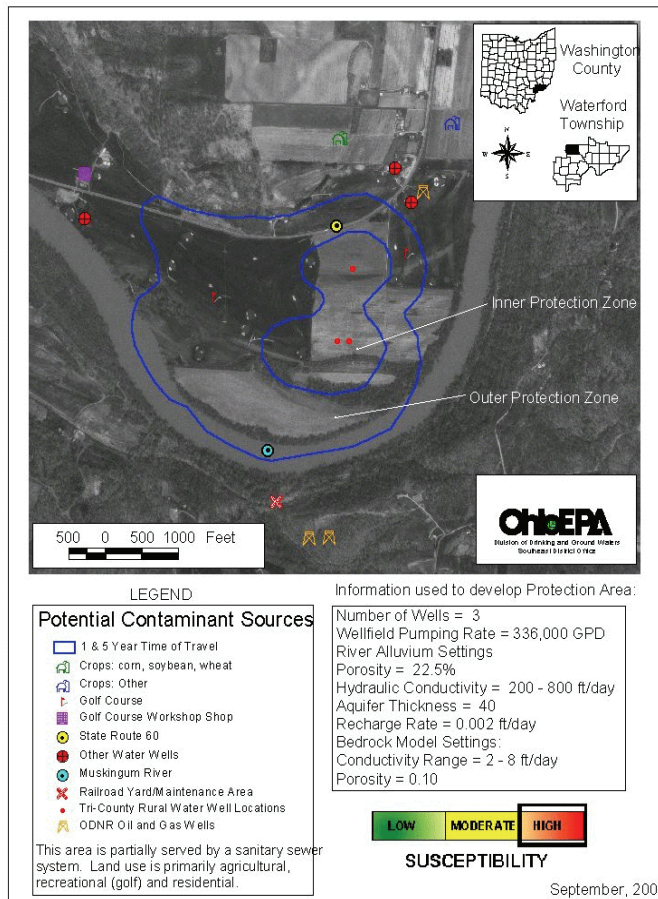 Washington
County
Waterford
Township
N
W E
S
Inner Protection Zone
Outer Protection Zone
500 0 500 1000 Feet
OhioEPA
Division of Drinking and Ground Waters
Southeast District Office
LEGEND
Potential Contaminant Sources
1 & 5 Year Time of Travel
Crops: corn, soybean, wheat
Crops: Other
Golf Course
Golf Course Workshop Shop
State Route 60
Other Water Wells
Muskingum River
Railroad Yard/Maintenance Area
Tri-County Rural Water Well Locations
ODNR Oil and Gas Wells
This area is partially served by a sanitary sewer
system. Land use is primarily agricultural,
recreational (golf) and residential.
Information used to develop Protection Area:
Number of Wells = 3
Wellfield Pumping Rate = 336,000 GPD
River Alluvium Settings
Porosity = 22.5%
Hydraulic Conductivity = 200 - 800 ft/day
Aquifer Thickness = 40
Recharge Rate = 0.002 ft/day
Bedrock Model Settings:
Conductivity Range = 2 - 8 ft/day
Porosity = 0.10
LOW MODERATE HIGH
SUSCEPTIBILITY
September, 200